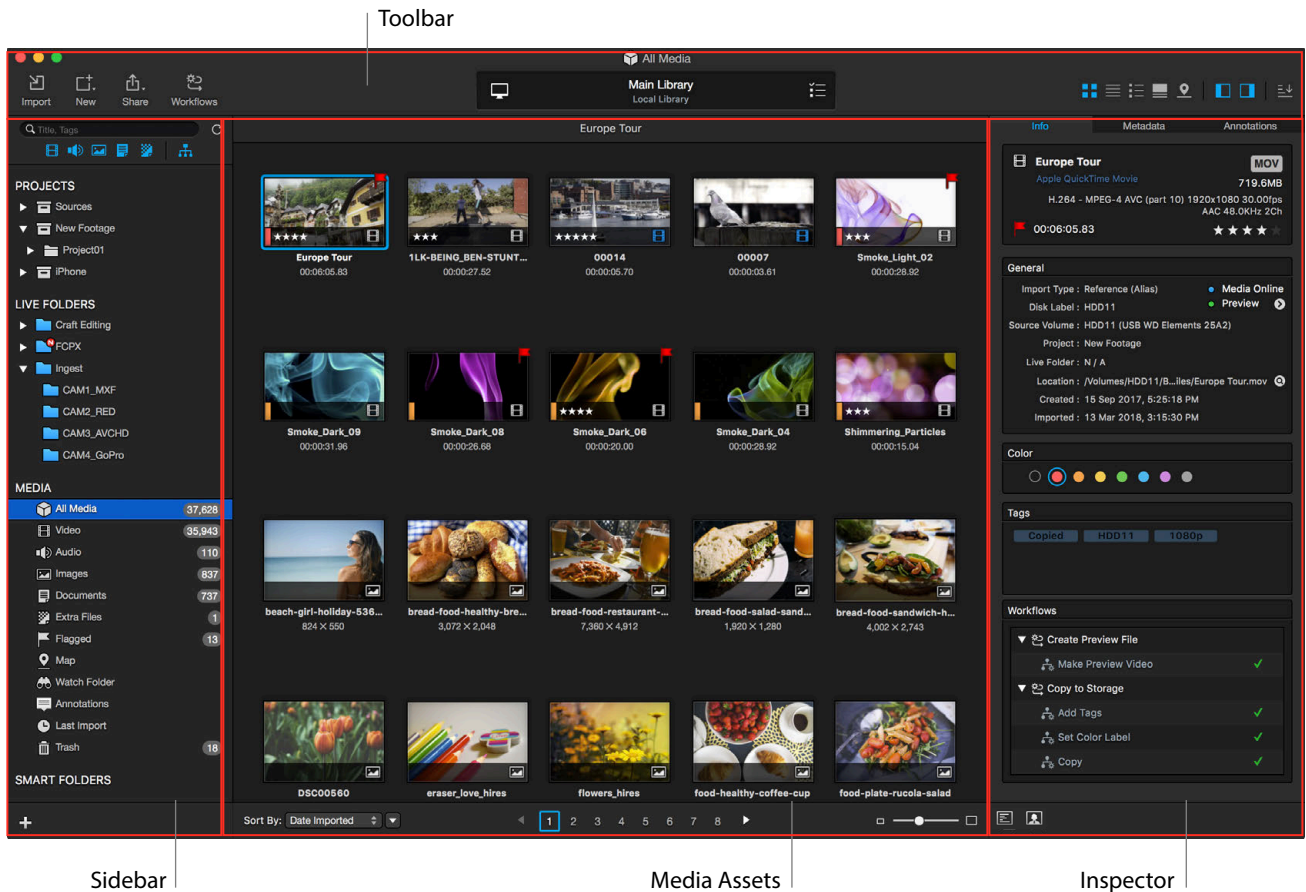 Toolbar
All Media
Import
New
Share
Workflows
Main Library
Local Library
Title, Tags
PROJECTS
Sources
New Footage
Project01
iPhone
LIVE FOLDERS
Craft Editing
FCPX
Ingest
CAM1_MXF
CAM2_RED
CAM3_AVCHD
CAM4_GoPro
MEDIA
All Media 37,628
Video 35,943
Audio 110
Images 837
Documents 737
Extra Files 1
Flagged 13
Map
Watch Folder
Annotations
Last Import
Trash 18
SMART FOLDERS
Europe Tour
Europe Tour
00:06:05.83
1LK-BEING_BEN-STUNT...
00:00:27.52
00014
00:00:05.70
00007
00:00:03.61
Smoke_Light_02
00:00:28.92
Smoke_Dark_09
00:00:31.96
Smoke_Dark_08
00:00:26.68
Smoke_Dark_06
00:00:20.00
Smoke_Dark_04
00:00:28.92
Shimmering_Particles
00:00:15.04
beach-girl-holiday-536...
824 × 550
bread-food-healthy-bre...
3,072 × 2,048
bread-food-restaurant-...
7,360 × 4,912
bread-food-salad-sand...
1,920 × 1,280
bread-food-sandwich-h...
4,002 × 2,743
DSC00560
eraser_love_hires
flowers_hires
food-healthy-coffee-cup
food-plate-rucola-salad
Sort By: Date Imported
1 2 3 4 5 6 7 8
Info Metadata Annotations
Europe Tour MOV
Apple QuickTime Movie 719.6MB
H.264 - MPEG-4 AVC (part 10) 1920x1080 30.00fps
AAC 48.0KHz 2Ch
00:06:05.83
General
Import Type : Reference (Alias) Media Online
Disk Label : HDD11 Preview
Source Volume : HDD11 (USB WD Elements 25A2)
Project : New Footage
Live Folder : N / A
Location : /Volumes/HDD11/B...iles/Europe Tour.mov
Created : 15 Sep 2017, 5:25:18 PM
Imported : 13 Mar 2018, 3:15:30 PM
Color
Tags
Copied HDD11 1080p
Workflows
Create Preview File
Make Preview Video
Copy to Storage
Add Tags
Set Color Label
Copy
Sidebar
Media Assets
Inspector